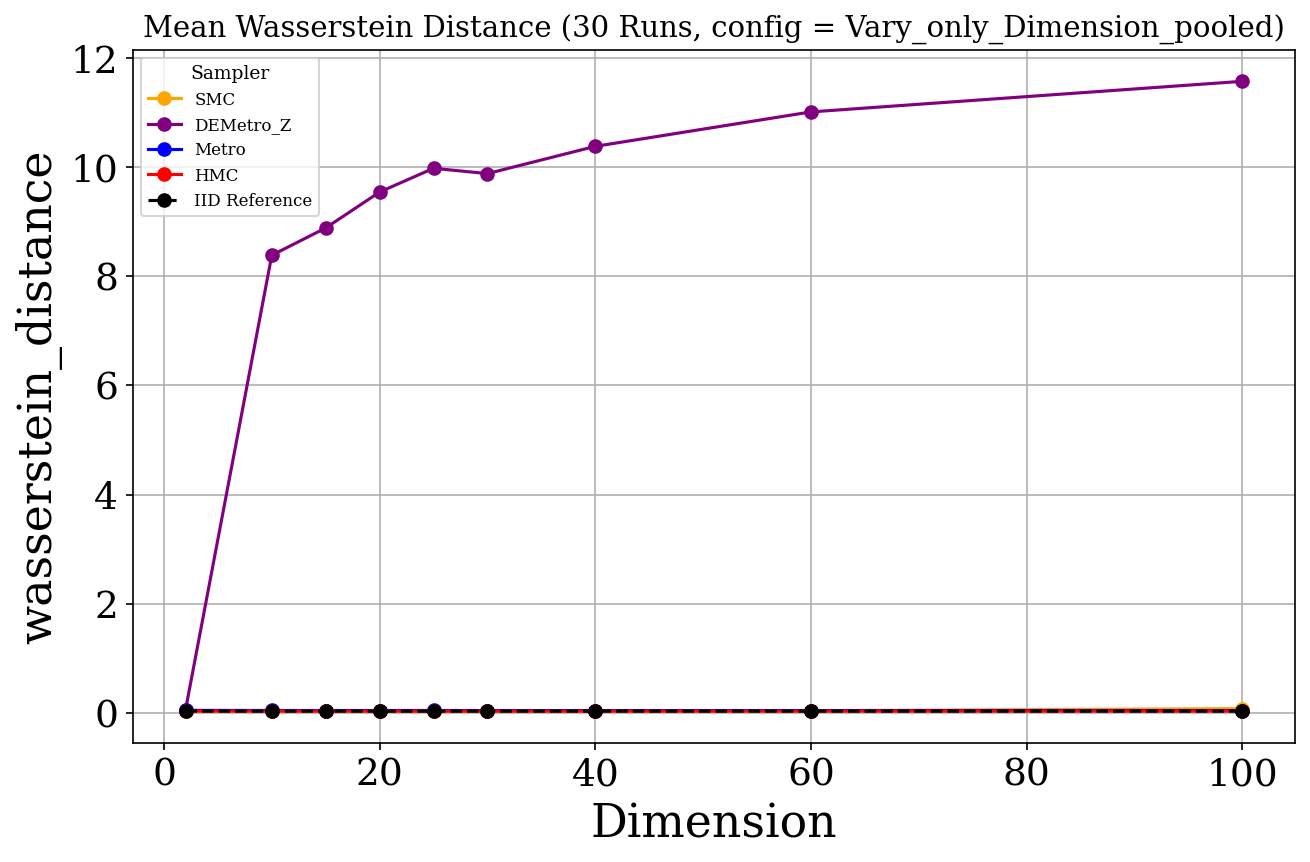 Mean Wasserstein Distance (30 Runs, config = Vary_only_Dimension_pooled)
12
10
8
6
4
2
0
wasserstein_distance
Sampler
SMC
DEMetro_Z
Metro
HMC
IID Reference
0 20 40 60 80 100
Dimension